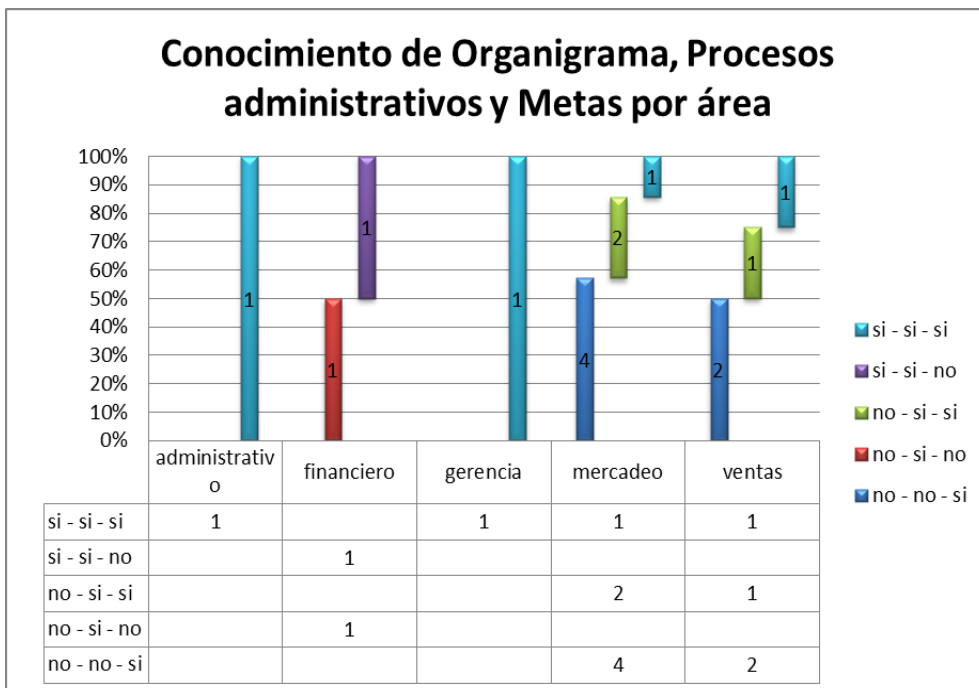 Conocimiento de Organigrama, Procesos
administrativos y Metas por área
100%
90%
80%
70%
60%
50%
40%
30%
20%
10%
0%
1
1
1
1
4
2
1
2
1
1
si - si - si
si - si - no
no - si - si
no - si - no
no - no - si
administrativ
o
financiero
gerencia
mercadeo
ventas
si - si - si 1 1 1 1
si - si - no 1
no - si - si 2 1
no - si - no 1
no - no - si 4 2